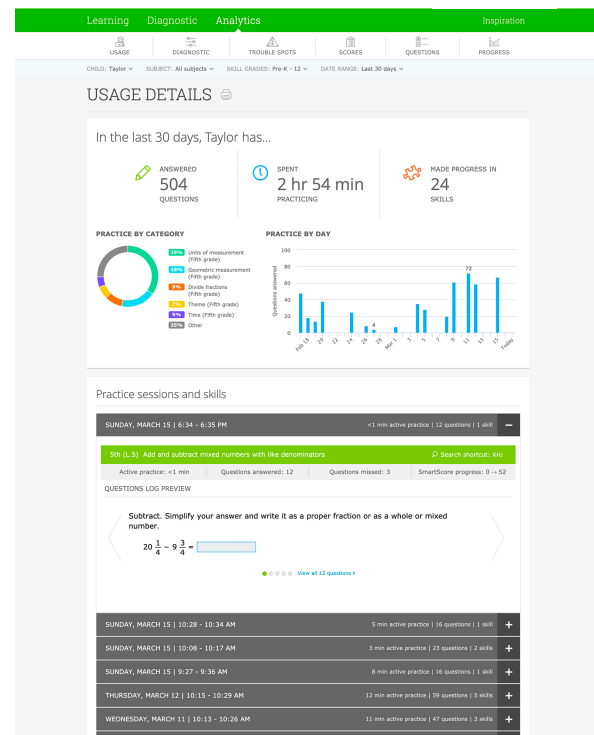 Learning Diagnostic Analytics Inspiration
USAGE DIAGNOSTIC TROUBLE SPOTS SCORES QUESTIONS PROGRESS
CHILD: Taylor SUBJECT: All subjects SKILL GRADES: Pre-K - 12 DATE RANGE: Last 30 days
USAGE DETAILS
In the last 30 days, Taylor has...
ANSWERED
504
QUESTIONS
SPENT
2 hr 54 min
PRACTICING
MADE PROGRESS IN
24
SKILLS
PRACTICE BY CATEGORY
35% Units of measurement
(Fifth grade)
18% Geometric measurement
(Fifth grade)
9% Divide fractions
(Fifth grade)
7% Theme (Fifth grade)
5% Time (Fifth grade)
25% Other
PRACTICE BY DAY
Questions answered
100
80
60
40
20
0
72
4
Feb 18 20 22 24 26 28 Mar 1 3 5 7 9 11 13 15 Today
Practice sessions and skills
SUNDAY, MARCH 15 | 6:34 - 6:35 PM <1 min active practice | 12 questions | 1 skill
5th (L.5) Add and subtract mixed numbers with like denominators Search shortcut: XHJ
Active practice: <1 min Questions answered: 12 Questions missed: 3 SmartScore progress: 0 → 52
QUESTIONS LOG PREVIEW
Subtract. Simplify your answer and write it as a proper fraction or as a whole or mixed
number.
20 1/4 − 9 3/4 =
View all 12 questions
SUNDAY, MARCH 15 | 10:28 - 10:34 AM 5 min active practice | 16 questions | 1 skill +
SUNDAY, MARCH 15 | 10:08 - 10:17 AM 3 min active practice | 23 questions | 2 skills +
SUNDAY, MARCH 15 | 9:27 - 9:36 AM 8 min active practice | 16 questions | 1 skill +
THURSDAY, MARCH 12 | 10:15 - 10:29 AM 12 min active practice | 59 questions | 5 skills +
WEDNESDAY, MARCH 11 | 10:13 - 10:26 AM 11 min active practice | 47 questions | 3 skills +